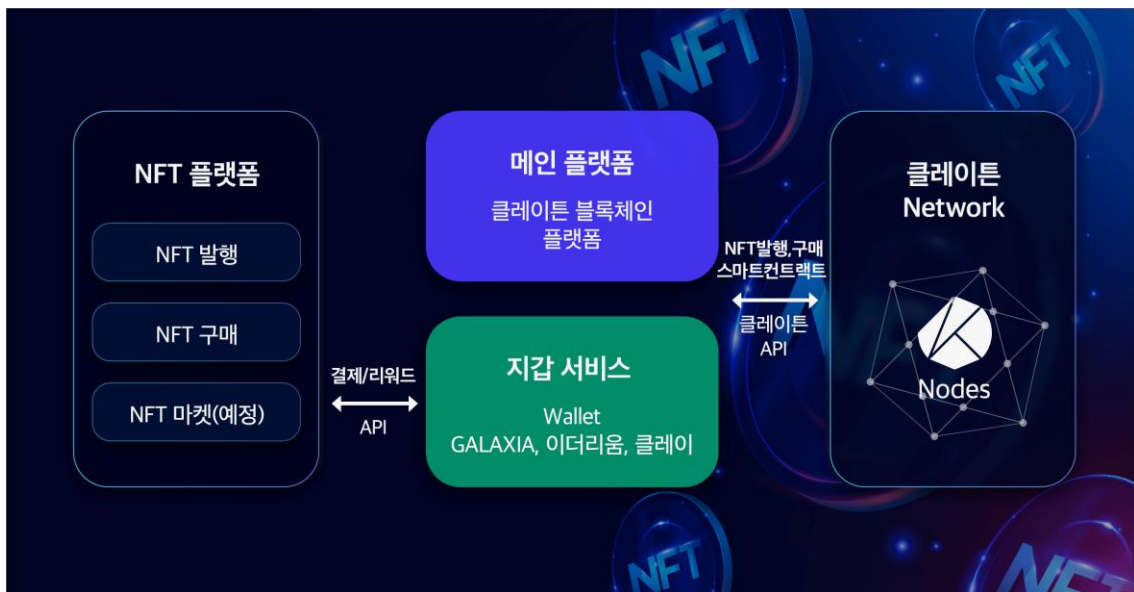 NFT 플랫폼
NFT 발행
NFT 구매
NFT 마켓(예정)
결제/리워드
API
메인 플랫폼
클레이튼 블록체인
플랫폼
지갑 서비스
Wallet
GALAXIA, 이더리움, 클레이
NFT발행,구매
스마트컨트랙트
클레이튼
API
클레이튼
Network
Nodes
NFT
NFT
NFT
NFT